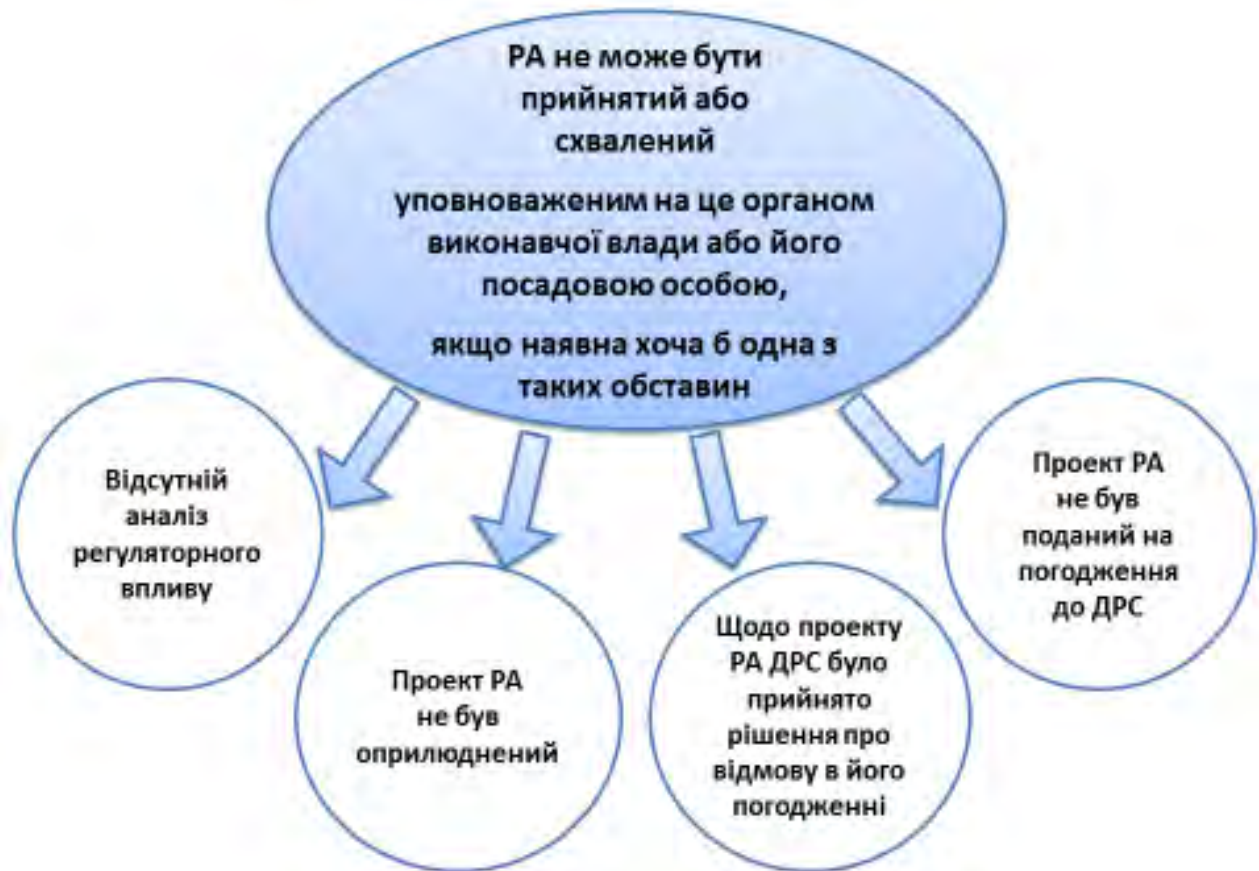 РА не може бути
прийнятий або
схвалений
уповноваженим на це органом
виконавчої влади або його
посадовою особою,
якщо наявна хоча б одна з
таких обставин
Відсутній
аналіз
регуляторного
впливу
Проект РА
не був
оприлюднений
Щодо проекту
РА ДРС було
прийнято
рішення про
відмову в його
погодженні
Проект РА
не був
поданий на
погодження
до ДРС